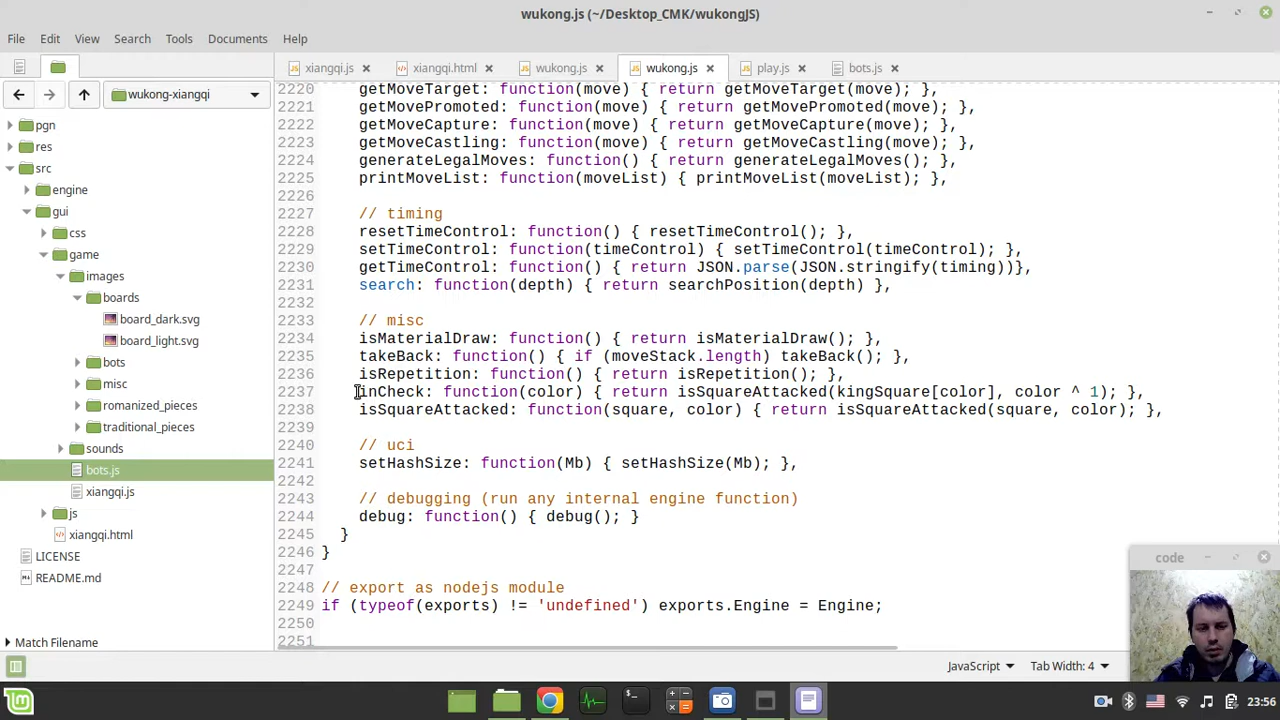 wukong.js (~/Desktop_CMK/wukongJS)
File Edit View Search Tools Documents Help
xiangqi.js xiangqi.html wukong.js wukong.js play.js bots.js
wukong-xiangqi
pgn
res
src
engine
gui
css
game
images
boards
board_dark.svg
board_light.svg
bots
misc
romanized_pieces
traditional_pieces
sounds
bots.js
xiangqi.js
js
xiangqi.html
LICENSE
README.md
Match Filename
2220 getMoveTarget: function(move) { return getMoveTarget(move); },
2221 getMovePromoted: function(move) { return getMovePromoted(move); },
2222 getMoveCapture: function(move) { return getMoveCapture(move); },
2223 getMoveCastling: function(move) { return getMoveCastling(move); },
2224 generateLegalMoves: function() { return generateLegalMoves(); },
2225 printMoveList: function(moveList) { printMoveList(moveList); },
2226
2227 // timing
2228 resetTimeControl: function() { resetTimeControl(); },
2229 setTimeControl: function(timeControl) { setTimeControl(timeControl); },
2230 getTimeControl: function() { return JSON.parse(JSON.stringify(timing))},
2231 search: function(depth) { return searchPosition(depth) },
2232
2233 // misc
2234 isMaterialDraw: function() { return isMaterialDraw(); },
2235 takeBack: function() { if (moveStack.length) takeBack(); },
2236 isRepetition: function() { return isRepetition(); },
2237 inCheck: function(color) { return isSquareAttacked(kingSquare[color], color ^ 1); },
2238 isSquareAttacked: function(square, color) { return isSquareAttacked(square, color); },
2239
2240 // uci
2241 setHashSize: function(Mb) { setHashSize(Mb); },
2242
2243 // debugging (run any internal engine function)
2244 debug: function() { debug(); }
2245 }
2246 }
2247
2248 // export as nodejs module
2249 if (typeof(exports) != 'undefined') exports.Engine = Engine;
2250
2251
code
JavaScript Tab Width: 4
23:56